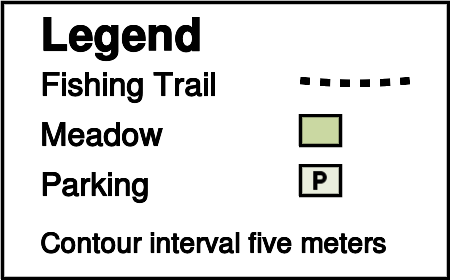 Legend
Fishing Trail
Meadow
Parking P
Contour interval five meters